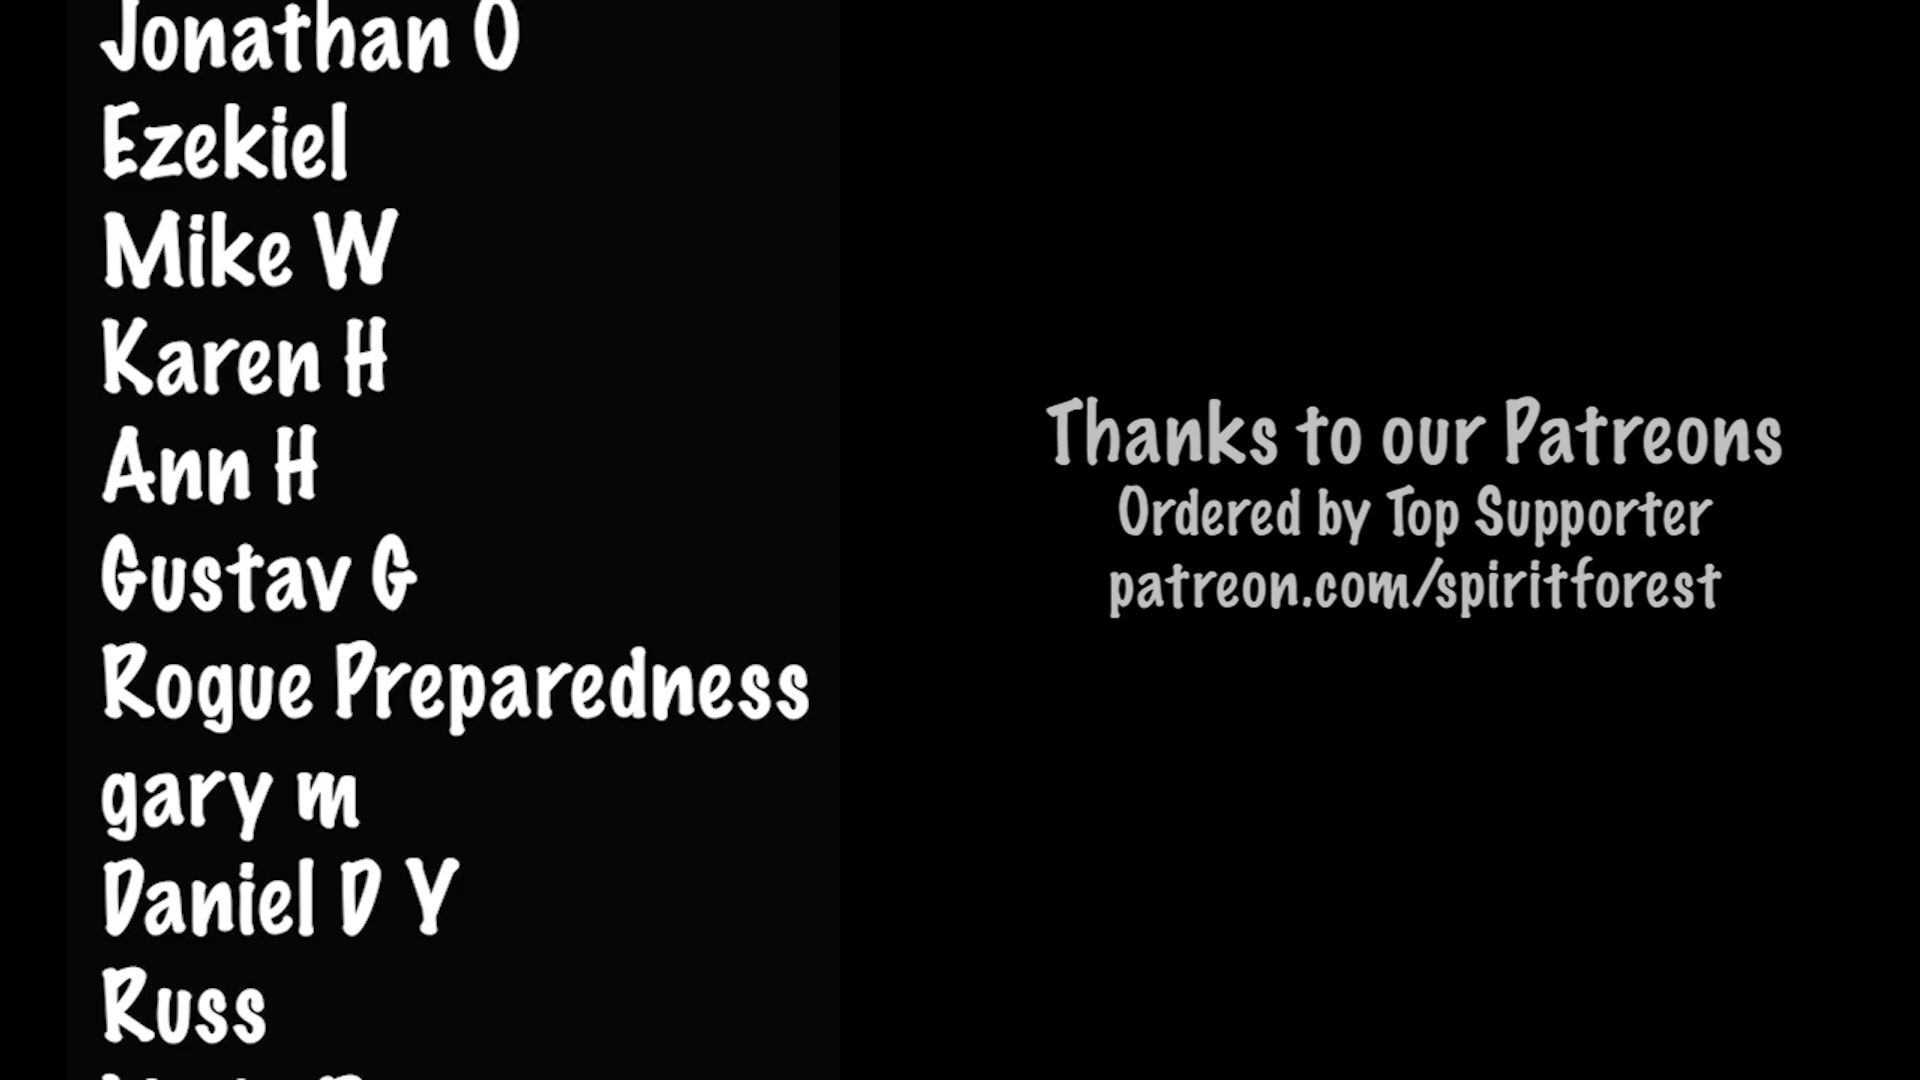 Jonathan O
Ezekiel
Mike W
Karen H
Ann H
Gustav G
Rogue Preparedness
gary m
Daniel D Y
Russ
Thanks to our Patreons
Ordered by Top Supporter
patreon.com/spiritforest